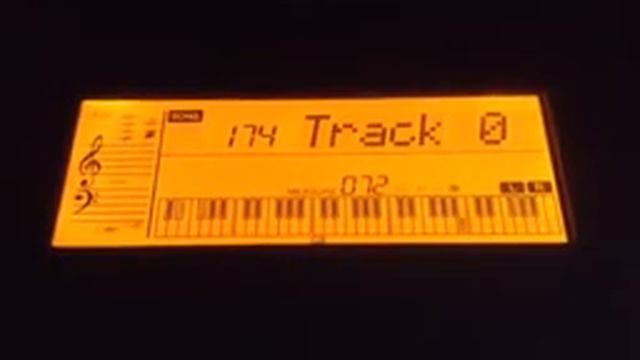 SONG
174 Track 0
MEASURE 072
L R